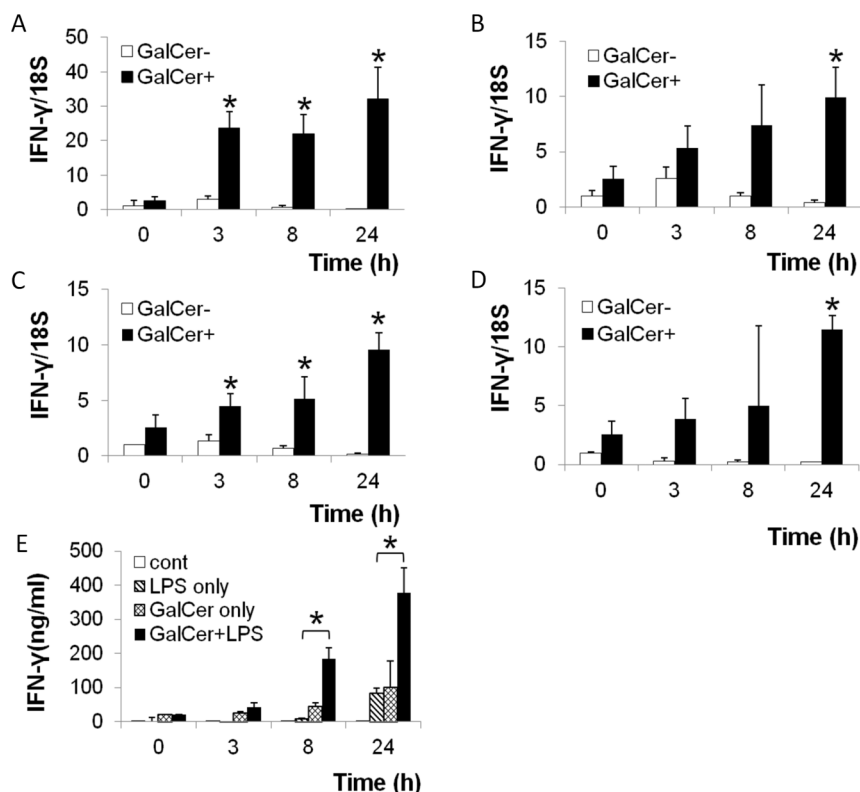 A
IFN-γ/18S
50
40
30
20
10
0
GalCer-
GalCer+
*
*
*
0
3
8
24
Time (h)
B
IFN-γ/18S
15
10
5
0
GalCer-
GalCer+
*
0
3
8
24
Time (h)
C
IFN-γ/18S
15
10
5
0
GalCer-
GalCer+
*
*
*
0
3
8
24
Time (h)
D
IFN-γ/18S
15
10
5
0
GalCer-
GalCer+
*
0
3
8
24
Time (h)
E
IFN-γ(ng/ml)
500
400
300
200
100
0
cont
LPS only
GalCer only
GalCer+LPS
*
*
0
3
8
24
Time (h)